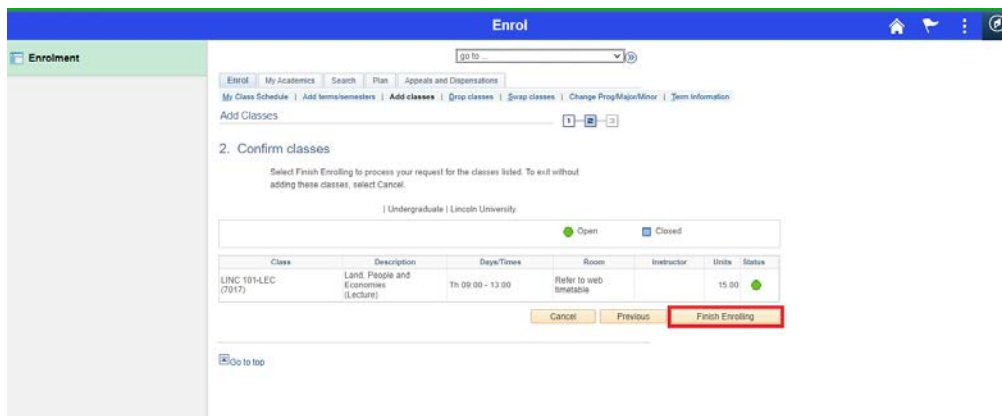 Enrol
Enrolment
go to ...
Enrol My Academics Search Plan Appeals and Dispensations
My Class Schedule | Add terms/semesters | Add classes | Drop classes | Swap classes | Change Prog/Major/Minor | Term Information
Add Classes
1 2 3
2. Confirm classes
Select Finish Enrolling to process your request for the classes listed. To exit without
adding these classes, select Cancel.
| Undergraduate | Lincoln University
Open Closed
Class Description Days/Times Room Instructor Units Status
LINC 101-LEC
(7017)
Land, People and
Economies
(Lecture)
Th 09:00 - 13:00
Refer to web
timetable
15.00
Cancel Previous Finish Enrolling
Go to top